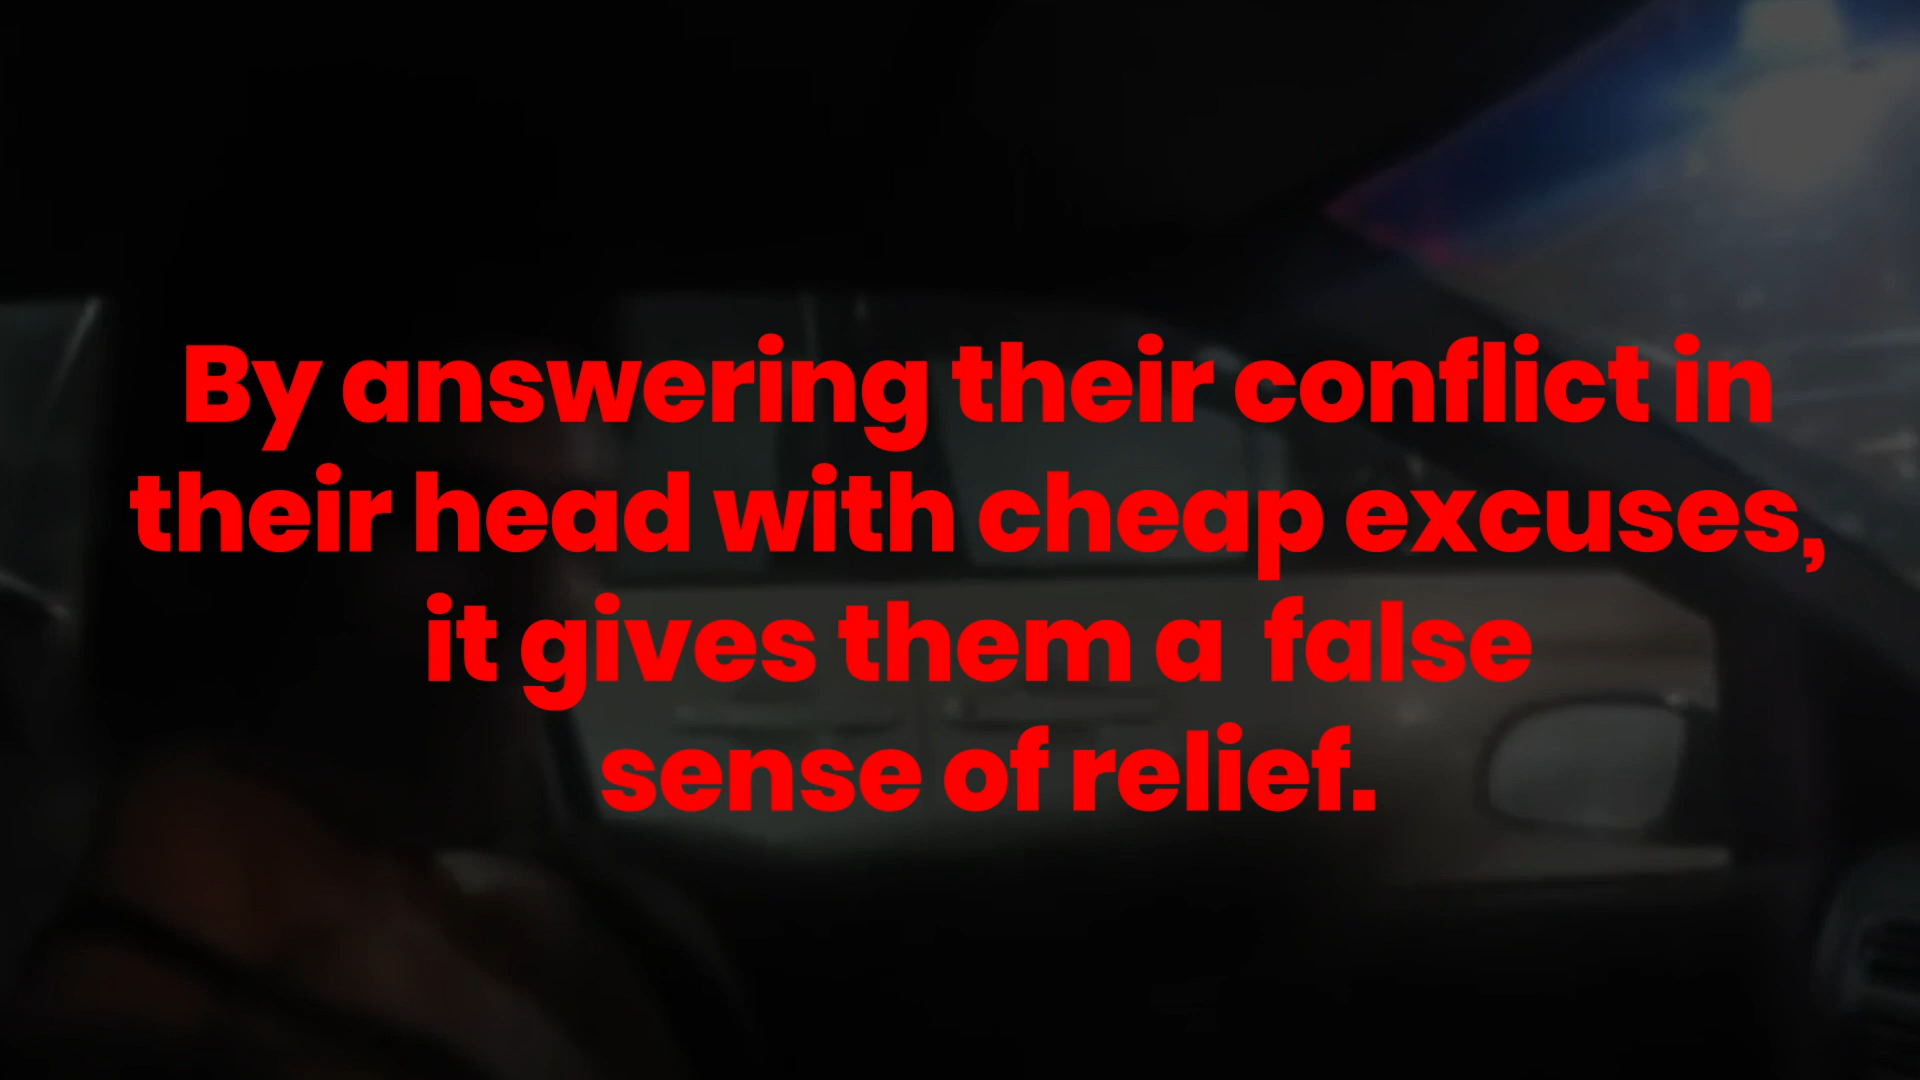 By answering their conflict in
their head with cheap excuses,
it gives them a  false
sense of relief.